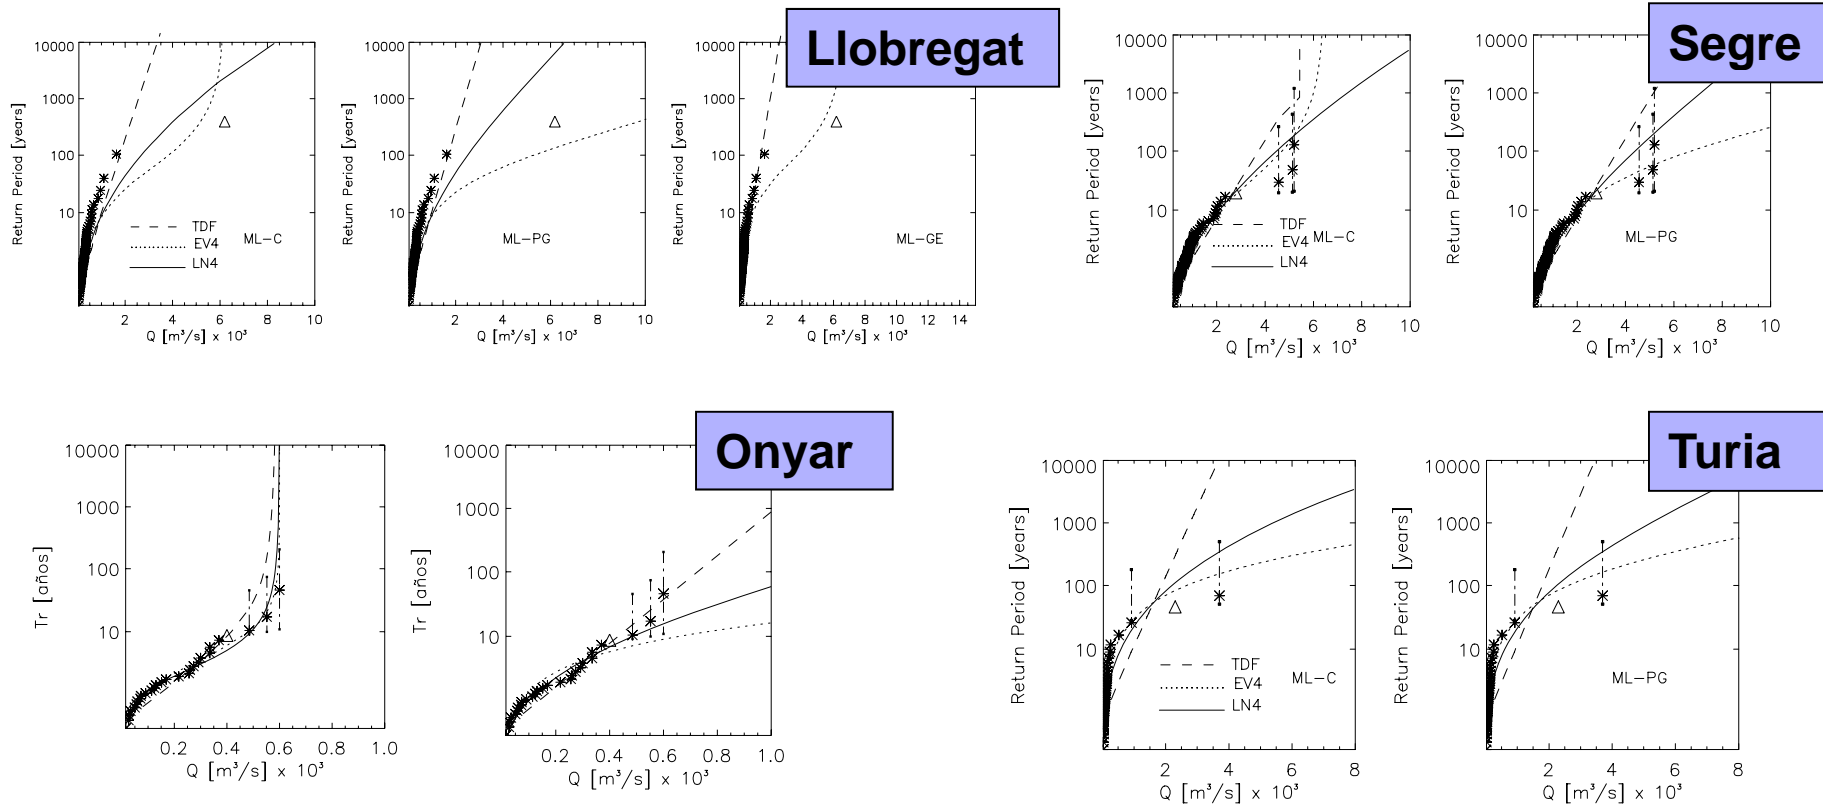 Llobregat
Segre
10000
1000
100
10
Return Period [years]
TDF
EV4
LN4
ML-C
2 4 6 8 10
Q [m³/s] x 10³
10000
1000
100
10
Return Period [years]
ML-PG
2 4 6 8 10
Q [m³/s] x 10³
10000
1000
100
10
Return Period [years]
ML-GE
2 4 6 8 10 12 14
Q [m³/s] x 10³
10000
1000
100
10
Return Period [years]
TDF
EV4
LN4
ML-C
2 4 6 8 10
Q [m³/s] x 10³
10000
1000
100
10
Return Period [years]
ML-PG
2 4 6 8 10
Q [m³/s] x 10³
Onyar
Turia
10000
1000
100
10
Tr [años]
0.2 0.4 0.6 0.8 1.0
Q [m³/s] x 10³
10000
1000
100
10
Tr [años]
0.2 0.4 0.6 0.8 1.0
Q [m³/s] x 10³
10000
1000
100
10
Return Period [years]
TDF
EV4
LN4
ML-C
2 4 6 8
Q [m³/s] x 10³
10000
1000
100
10
Return Period [years]
ML-PG
2 4 6 8
Q [m³/s] x 10³